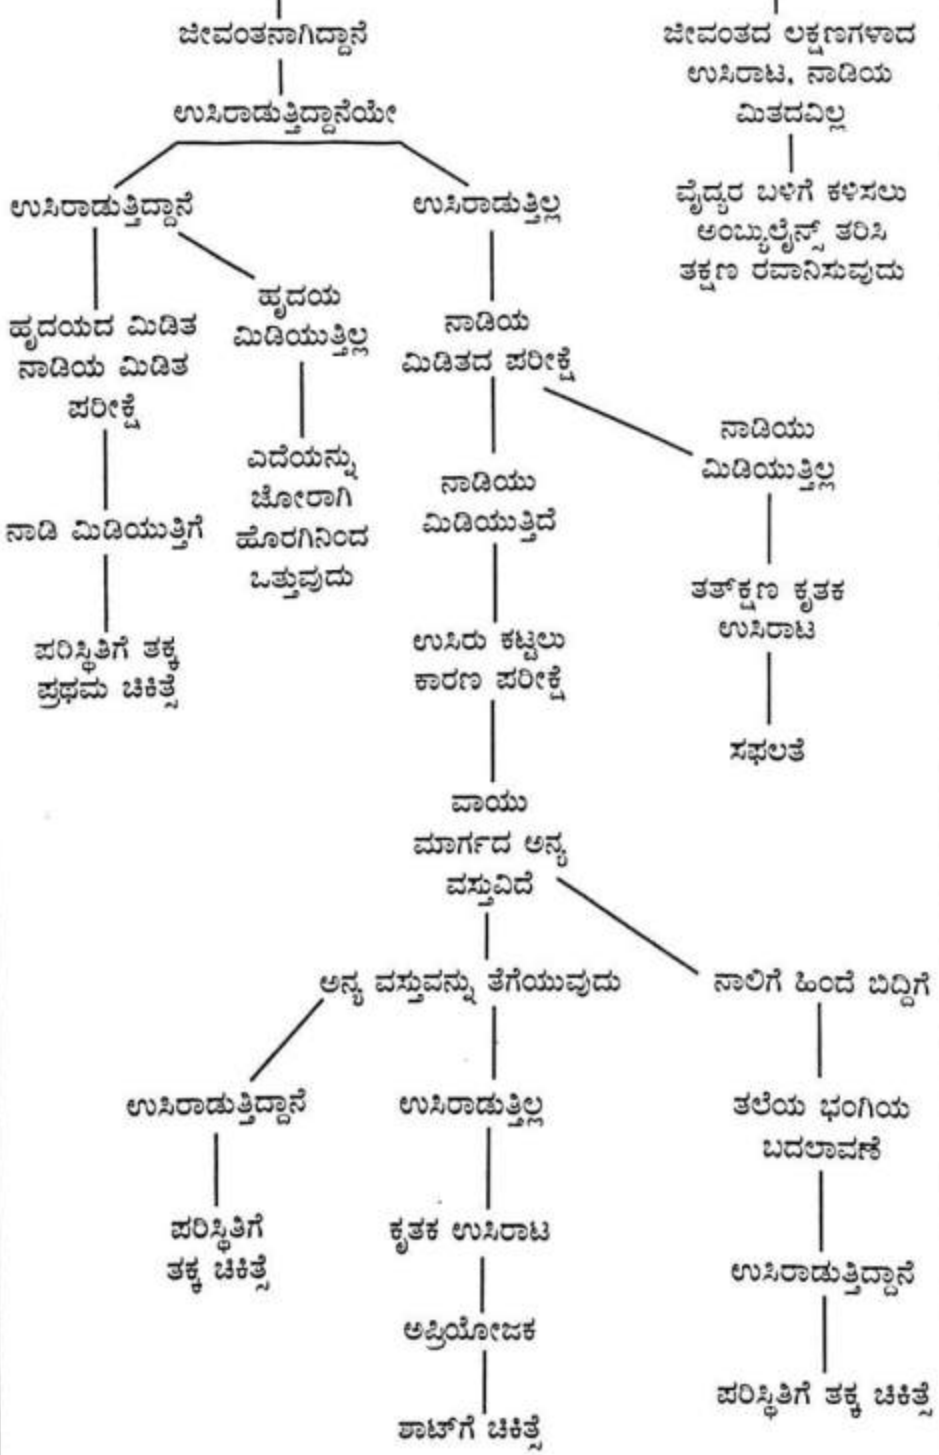 ಜೀವಂತನಾಗಿದ್ದಾನೆ
ಜೀವಂತದ ಲಕ್ಷಣಗಳಾದ
ಉಸಿರಾಟ, ನಾಡಿಯ
ಮಿತದವಿಲ್ಲ
ಉಸಿರಾಡುತ್ತಿದ್ದಾನೆಯೇ
ವೈದ್ಯರ ಬಳಿಗೆ ಕಳಿಸಲು
ಅಂಬ್ಯುಲೈನ್ಸ್ ತರಿಸಿ
ತಕ್ಷಣ ರವಾನಿಸುವುದು
ಉಸಿರಾಡುತ್ತಿದ್ದಾನೆ
ಉಸಿರಾಡುತ್ತಿಲ್ಲ
ಹೃದಯದ ಮಿಡಿತ
ನಾಡಿಯ ಮಿಡಿತ
ಪರೀಕ್ಷೆ
ಹೃದಯ
ಮಿಡಿಯುತ್ತಿಲ್ಲ
ನಾಡಿಯ
ಮಿಡಿತದ ಪರೀಕ್ಷೆ
ನಾಡಿಯು
ಮಿಡಿಯುತ್ತಿಲ್ಲ
ನಾಡಿ ಮಿಡಿಯುತ್ತಿಗೆ
ಎದೆಯನ್ನು
ಜೋರಾಗಿ
ಹೊರಗಿನಿಂದ
ಒತ್ತುವುದು
ನಾಡಿಯು
ಮಿಡಿಯುತ್ತಿದೆ
ತತ್‌ಕ್ಷಣ ಕೃತಕ
ಉಸಿರಾಟ
ಪರಿಸ್ಥಿತಿಗೆ ತಕ್ಕ
ಪ್ರಥಮ ಚಿಕಿತ್ಸೆ
ಉಸಿರು ಕಟ್ಟಲು
ಕಾರಣ ಪರೀಕ್ಷೆ
ಸಫಲತೆ
ವಾಯು
ಮಾರ್ಗದ ಅನ್ಯ
ವಸ್ತುವಿದೆ
ಅನ್ಯ ವಸ್ತುವನ್ನು ತೆಗೆಯುವುದು
ನಾಲಿಗೆ ಹಿಂದೆ ಬಿದ್ದಿಗೆ
ಉಸಿರಾಡುತ್ತಿದ್ದಾನೆ
ಉಸಿರಾಡುತ್ತಿಲ್ಲ
ತಲೆಯ ಭಂಗಿಯ
ಬದಲಾವಣೆ
ಪರಿಸ್ಥಿತಿಗೆ
ತಕ್ಕ ಚಿಕಿತ್ಸೆ
ಕೃತಕ ಉಸಿರಾಟ
ಉಸಿರಾಡುತ್ತಿದ್ದಾನೆ
ಅಪ್ರಿಯೋಜಕ
ಪರಿಸ್ಥಿತಿಗೆ ತಕ್ಕ ಚಿಕಿತ್ಸೆ
ಶಾಟ್‌ಗೆ ಚಿಕಿತ್ಸೆ